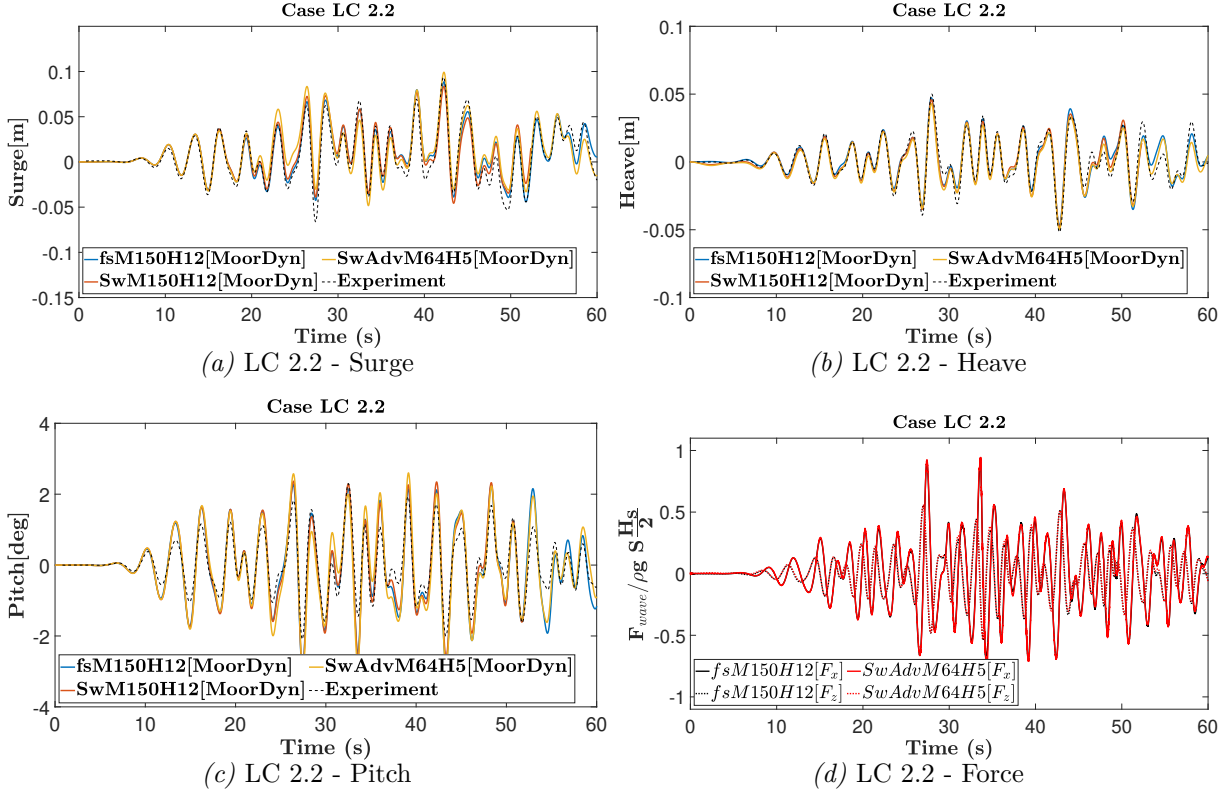 Case LC 2.2
Surge[m]
0.1
0.05
0
-0.05
-0.1
-0.15
fsM150H12[MoorDyn] SwAdvM64H5[MoorDyn]
SwM150H12[MoorDyn] Experiment
0 10 20 30 40 50 60
Time (s)
(a) LC 2.2 - Surge
Case LC 2.2
Heave[m]
0.1
0.05
0
-0.05
-0.1
fsM150H12[MoorDyn] SwAdvM64H5[MoorDyn]
SwM150H12[MoorDyn] Experiment
0 10 20 30 40 50 60
Time (s)
(b) LC 2.2 - Heave
Case LC 2.2
Pitch[deg]
4
2
0
-2
-4
fsM150H12[MoorDyn] SwAdvM64H5[MoorDyn]
SwM150H12[MoorDyn] Experiment
0 10 20 30 40 50 60
Time (s)
(c) LC 2.2 - Pitch
Case LC 2.2
F_wave/ρg S Hs/2
1
0.5
0
-0.5
-1
fsM150H12[F_x] SwAdvM64H5[F_x]
fsM150H12[F_z] SwAdvM64H5[F_z]
0 10 20 30 40 50 60
Time (s)
(d) LC 2.2 - Force